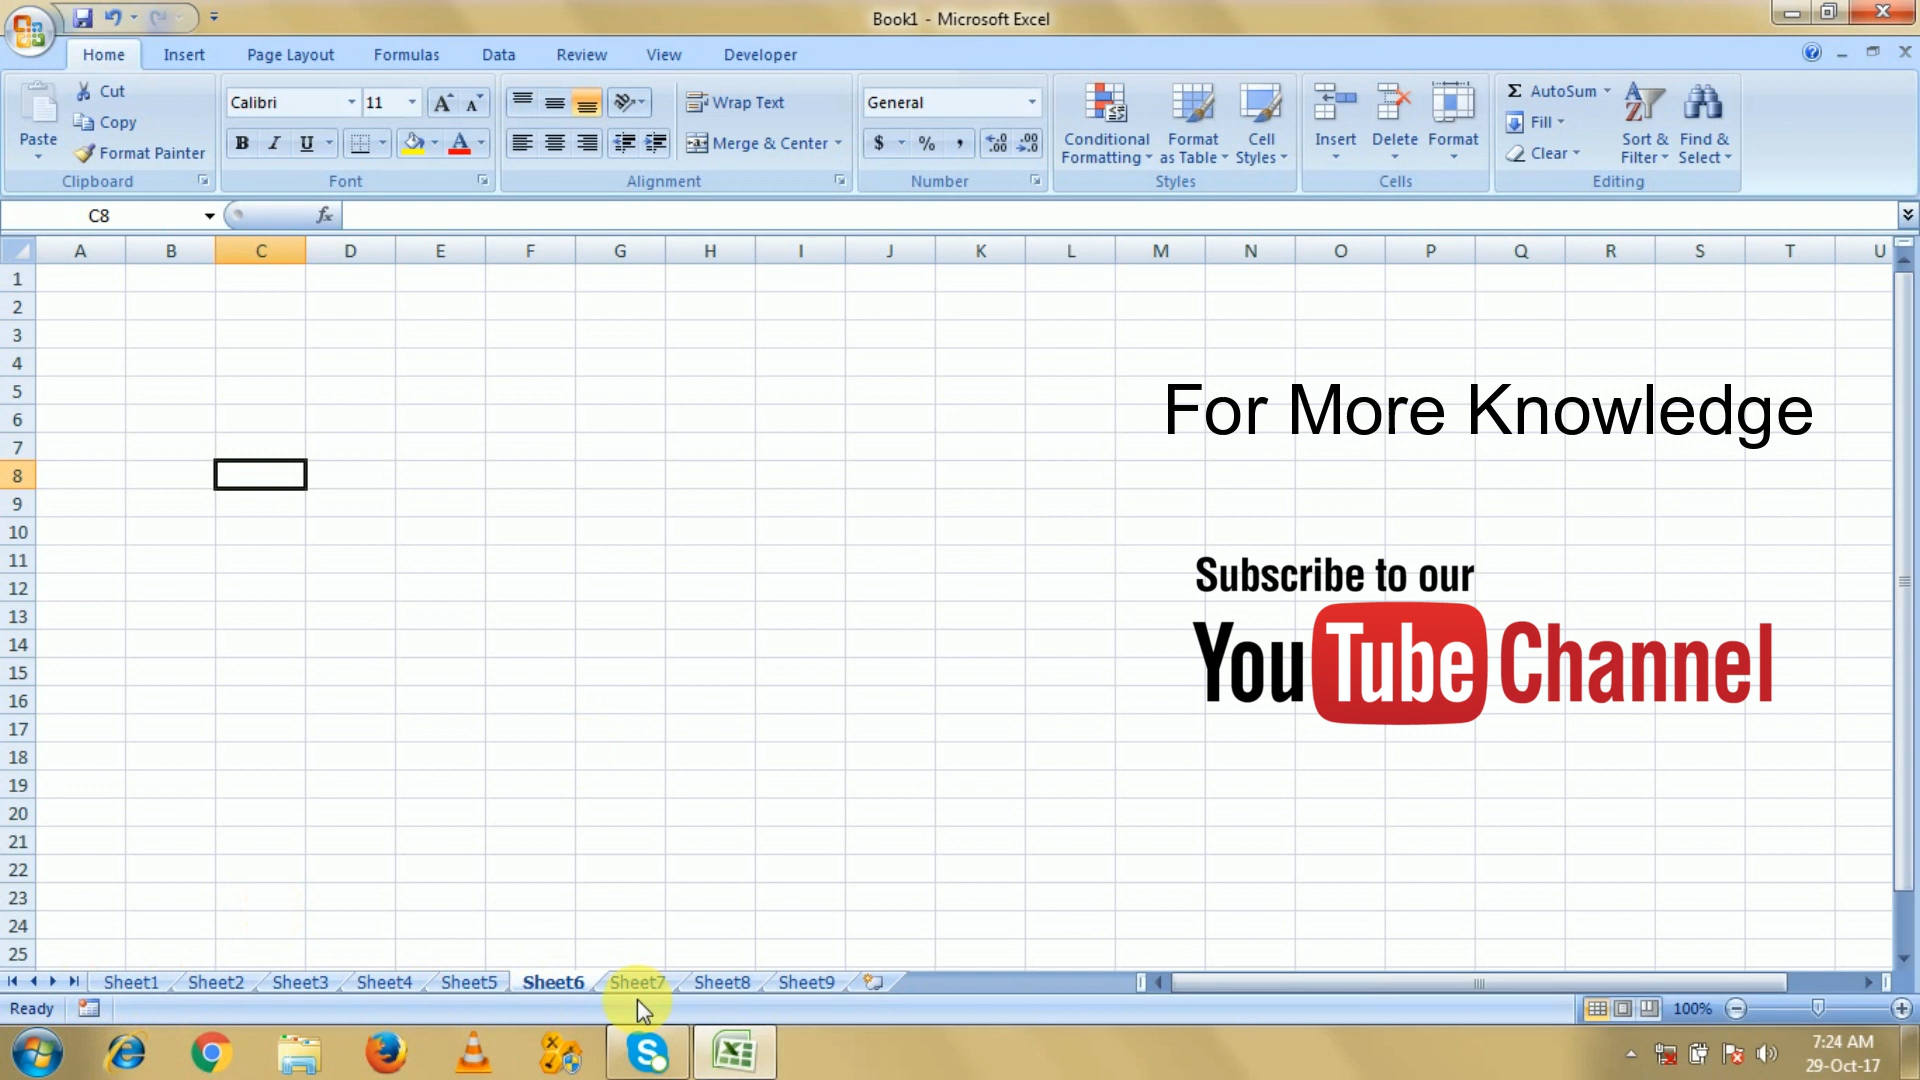 Book1 - Microsoft Excel
Home Insert Page Layout Formulas Data Review View Developer
Paste
Cut
Copy
Format Painter
Clipboard
Calibri 11
B I U
Font
Wrap Text
Merge & Center
Alignment
General
$ % ,
Number
Conditional Formatting
Format as Table
Cell Styles
Styles
Insert Delete Format
Cells
Σ AutoSum
Fill
Clear
Sort & Filter
Find & Select
Editing
C8 fx
A B C D E F G H I J K L M N O P Q R S T U
1
2
3
4
5
6
7
8
9
10
11
12
13
14
15
16
17
18
19
20
21
22
23
24
25
For More Knowledge
Subscribe to our
YouTube Channel
Sheet1 Sheet2 Sheet3 Sheet4 Sheet5 Sheet6 Sheet7 Sheet8 Sheet9
Ready 100%
7:24 AM
29-Oct-17